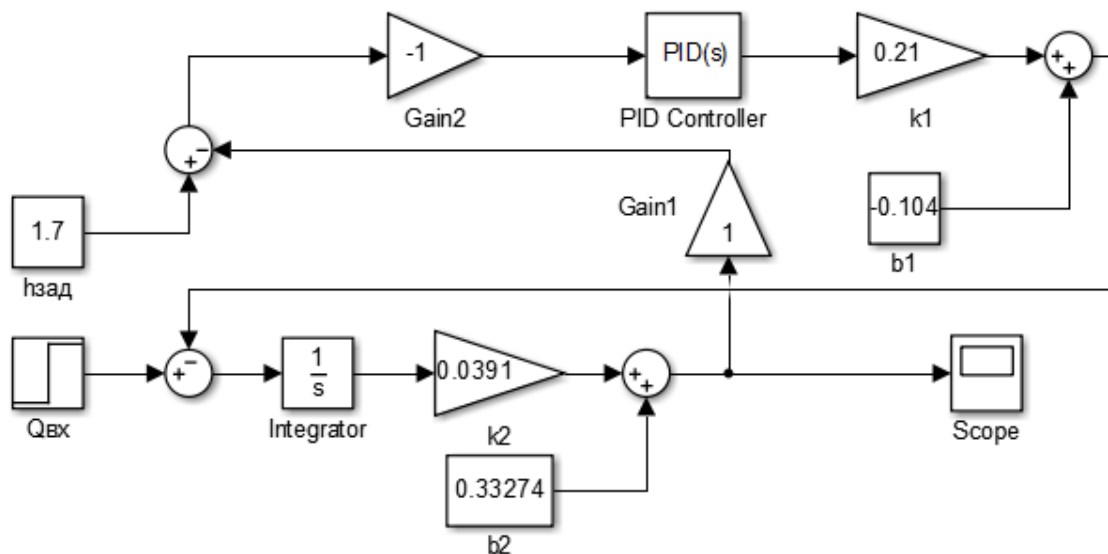 -1
Gain2
PID(s)
PID Controller
0.21
k1
+
+
-0.104
b1
−
+
Gain1
1
1.7
hзад
−
+
Qвх
1
s
Integrator
0.0391
k2
+
+
0.33274
b2
Scope